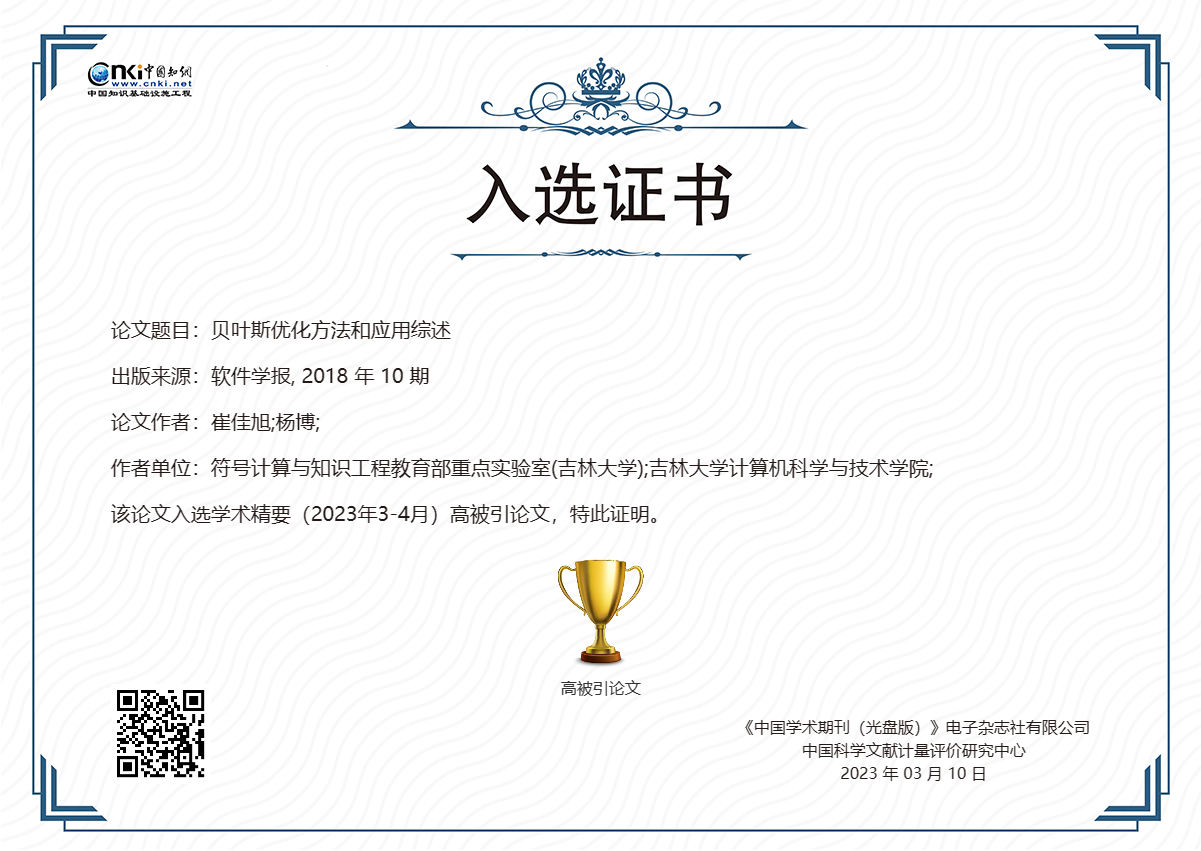 cnki中国知网
www.cnki.net
中国知识基础设施工程
入选证书
论文题目：贝叶斯优化方法和应用综述
出版来源：软件学报, 2018 年 10 期
论文作者：崔佳旭;杨博;
作者单位：符号计算与知识工程教育部重点实验室(吉林大学);吉林大学计算机科学与技术学院;
该论文入选学术精要（2023年3-4月）高被引论文，特此证明。
高被引论文
《中国学术期刊（光盘版）》电子杂志社有限公司
中国科学文献计量评价研究中心
2023 年 03 月 10 日